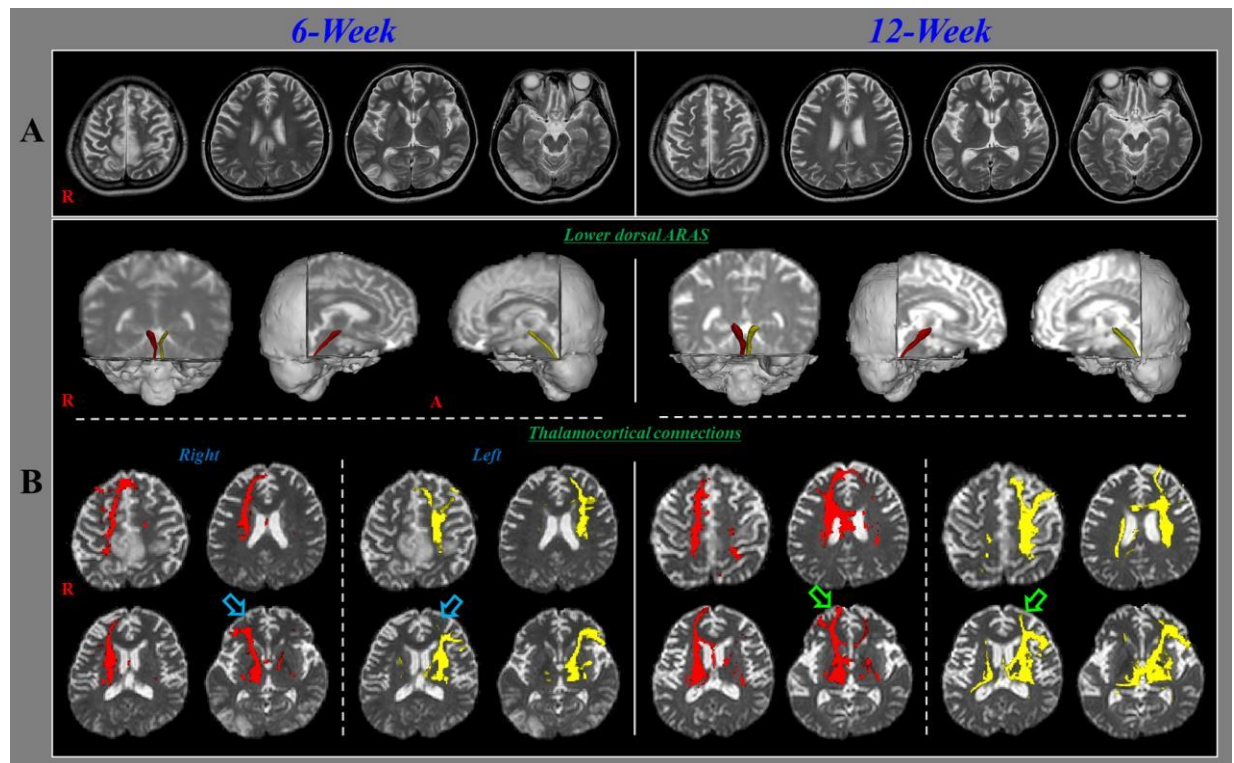 6-Week 12-Week
A
R
Lower dorsal ARAS
R A
Thalamocortical connections
Right Left
B
R